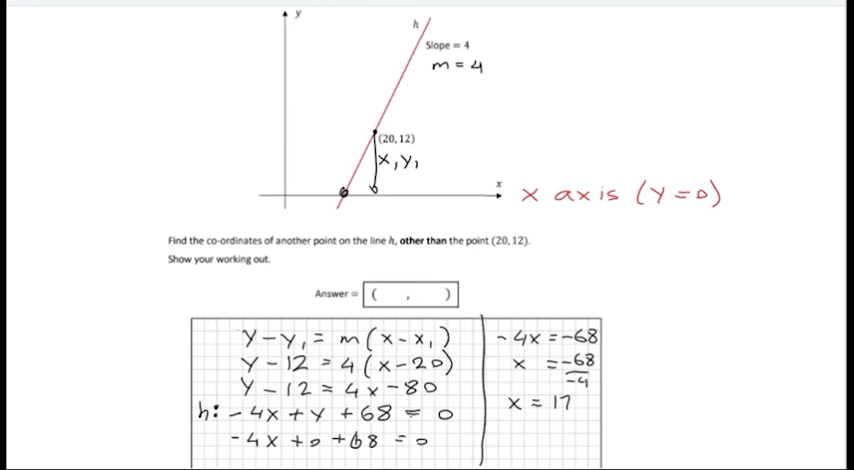 y
h
Slope = 4
m = 4
(20, 12)
x₁ y₁
x
x axis (y = 0)
Find the co-ordinates of another point on the line h, other than the point (20, 12).
Show your working out.
Answer = ( , )
y - y₁ = m(x - x₁)
y - 12 = 4(x - 20)
y - 12 = 4x - 80
h: - 4x + y + 68 = 0
- 4x + 0 + 68 = 0
- 4x = -68
x = -68/-4
x = 17